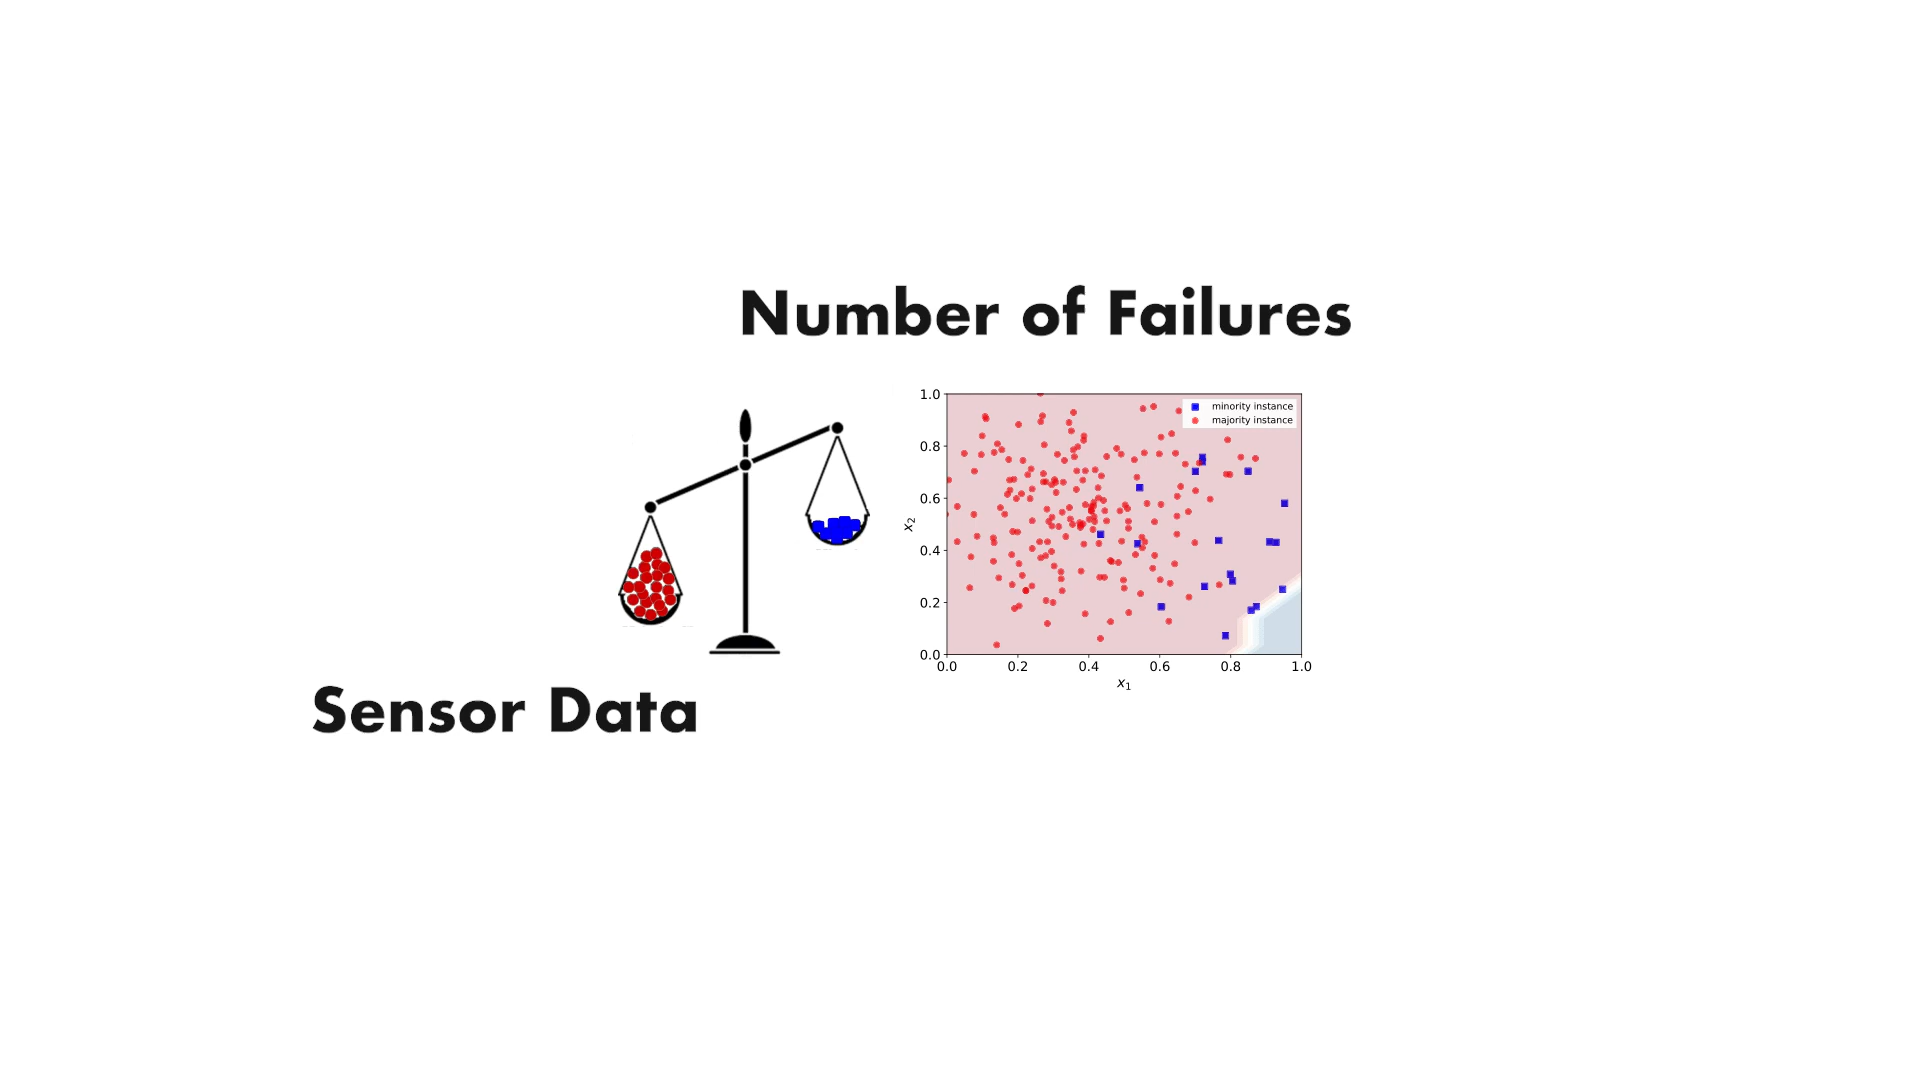 Number of Failures
1.0
0.8
0.6
0.4
0.2
0.0
x₂
minority instance
majority instance
0.0 0.2 0.4 0.6 0.8 1.0
x₁
Sensor Data